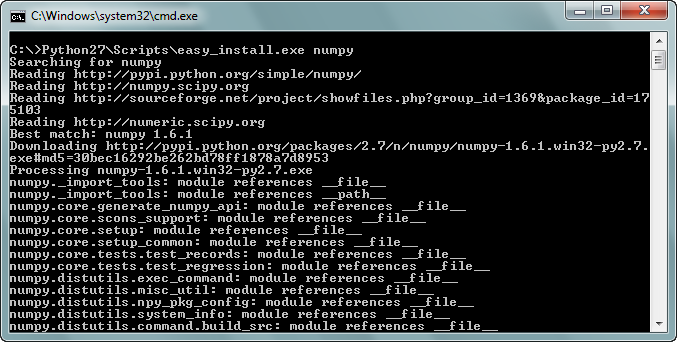 C:\Windows\system32\cmd.exe
C:\>Python27\Scripts\easy_install.exe numpy
Searching for numpy
Reading http://pypi.python.org/simple/numpy/
Reading http://numpy.scipy.org
Reading http://sourceforge.net/project/showfiles.php?group_id=1369&package_id=17
5103
Reading http://numeric.scipy.org
Best match: numpy 1.6.1
Downloading http://pypi.python.org/packages/2.7/n/numpy/numpy-1.6.1.win32-py2.7.
exe#md5=30bec16292be262bd78ff1878a7d8953
Processing numpy-1.6.1.win32-py2.7.exe
numpy._import_tools: module references __file__
numpy._import_tools: module references __path__
numpy.core.generate_numpy_api: module references __file__
numpy.core.scons_support: module references __file__
numpy.core.setup: module references __file__
numpy.core.setup_common: module references __file__
numpy.core.tests.test_records: module references __file__
numpy.core.tests.test_regression: module references __file__
numpy.distutils.exec_command: module references __file__
numpy.distutils.misc_util: module references __file__
numpy.distutils.npy_pkg_config: module references __file__
numpy.distutils.system_info: module references __file__
numpy.distutils.command.build_src: module references __file__